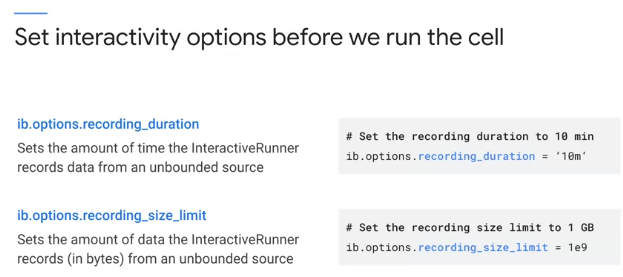 Set interactivity options before we run the cell
ib.options.recording_duration
Sets the amount of time the InteractiveRunner
records data from an unbounded source
# Set the recording duration to 10 min
ib.options.recording_duration = ‘10m’
ib.options.recording_size_limit
Sets the amount of data the InteractiveRunner
records (in bytes) from an unbounded source
# Set the recording size limit to 1 GB
ib.options.recording_size_limit = 1e9